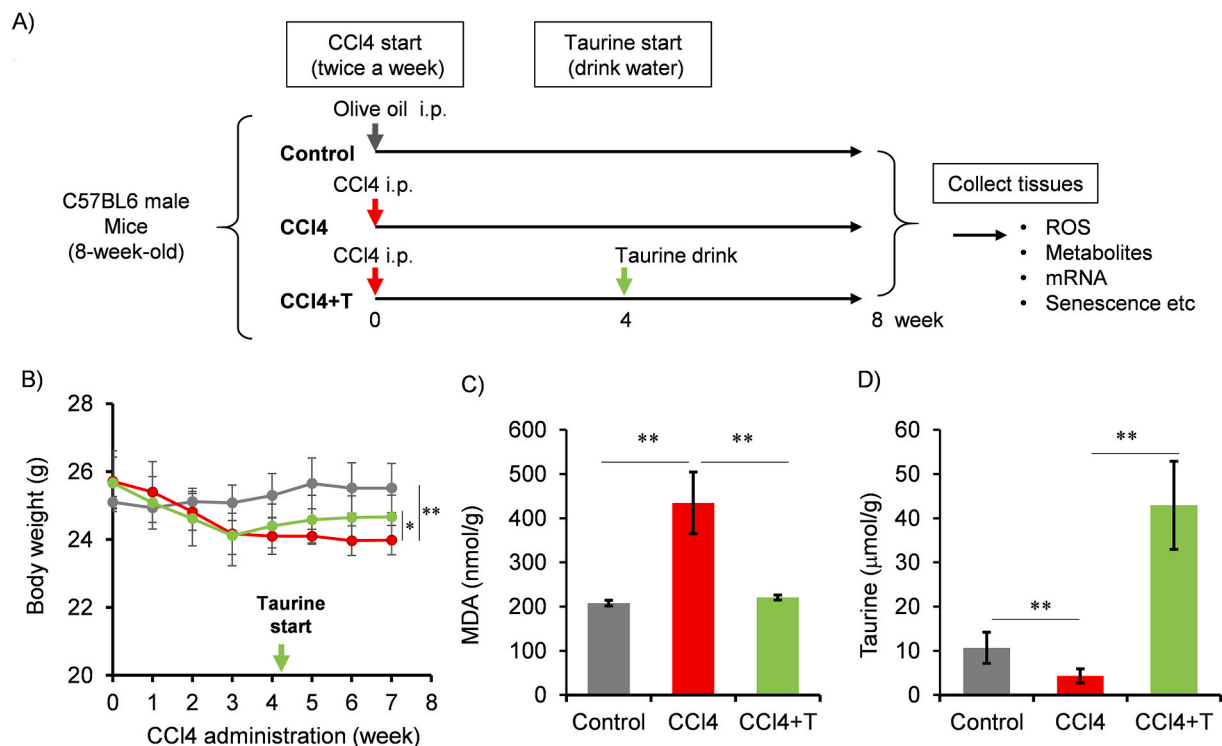 A)
CCl4 start
(twice a week)
Taurine start
(drink water)
Olive oil i.p.
Control
CCl4 i.p.
CCl4
CCl4 i.p.
Taurine drink
CCl4+T
0
4
8 week
C57BL6 male
Mice
(8-week-old)
Collect tissues
• ROS
• Metabolites
• mRNA
• Senescence etc
B)
28
26
24
22
20
Body weight (g)
* **
Taurine
start
0 1 2 3 4 5 6 7 8
CCl4 administration (week)
C)
600
500
400
300
200
100
0
MDA (nmol/g)
** **
Control CCl4 CCl4+T
D)
60
50
40
30
20
10
0
Taurine (μmol/g)
**
**
Control CCl4 CCl4+T